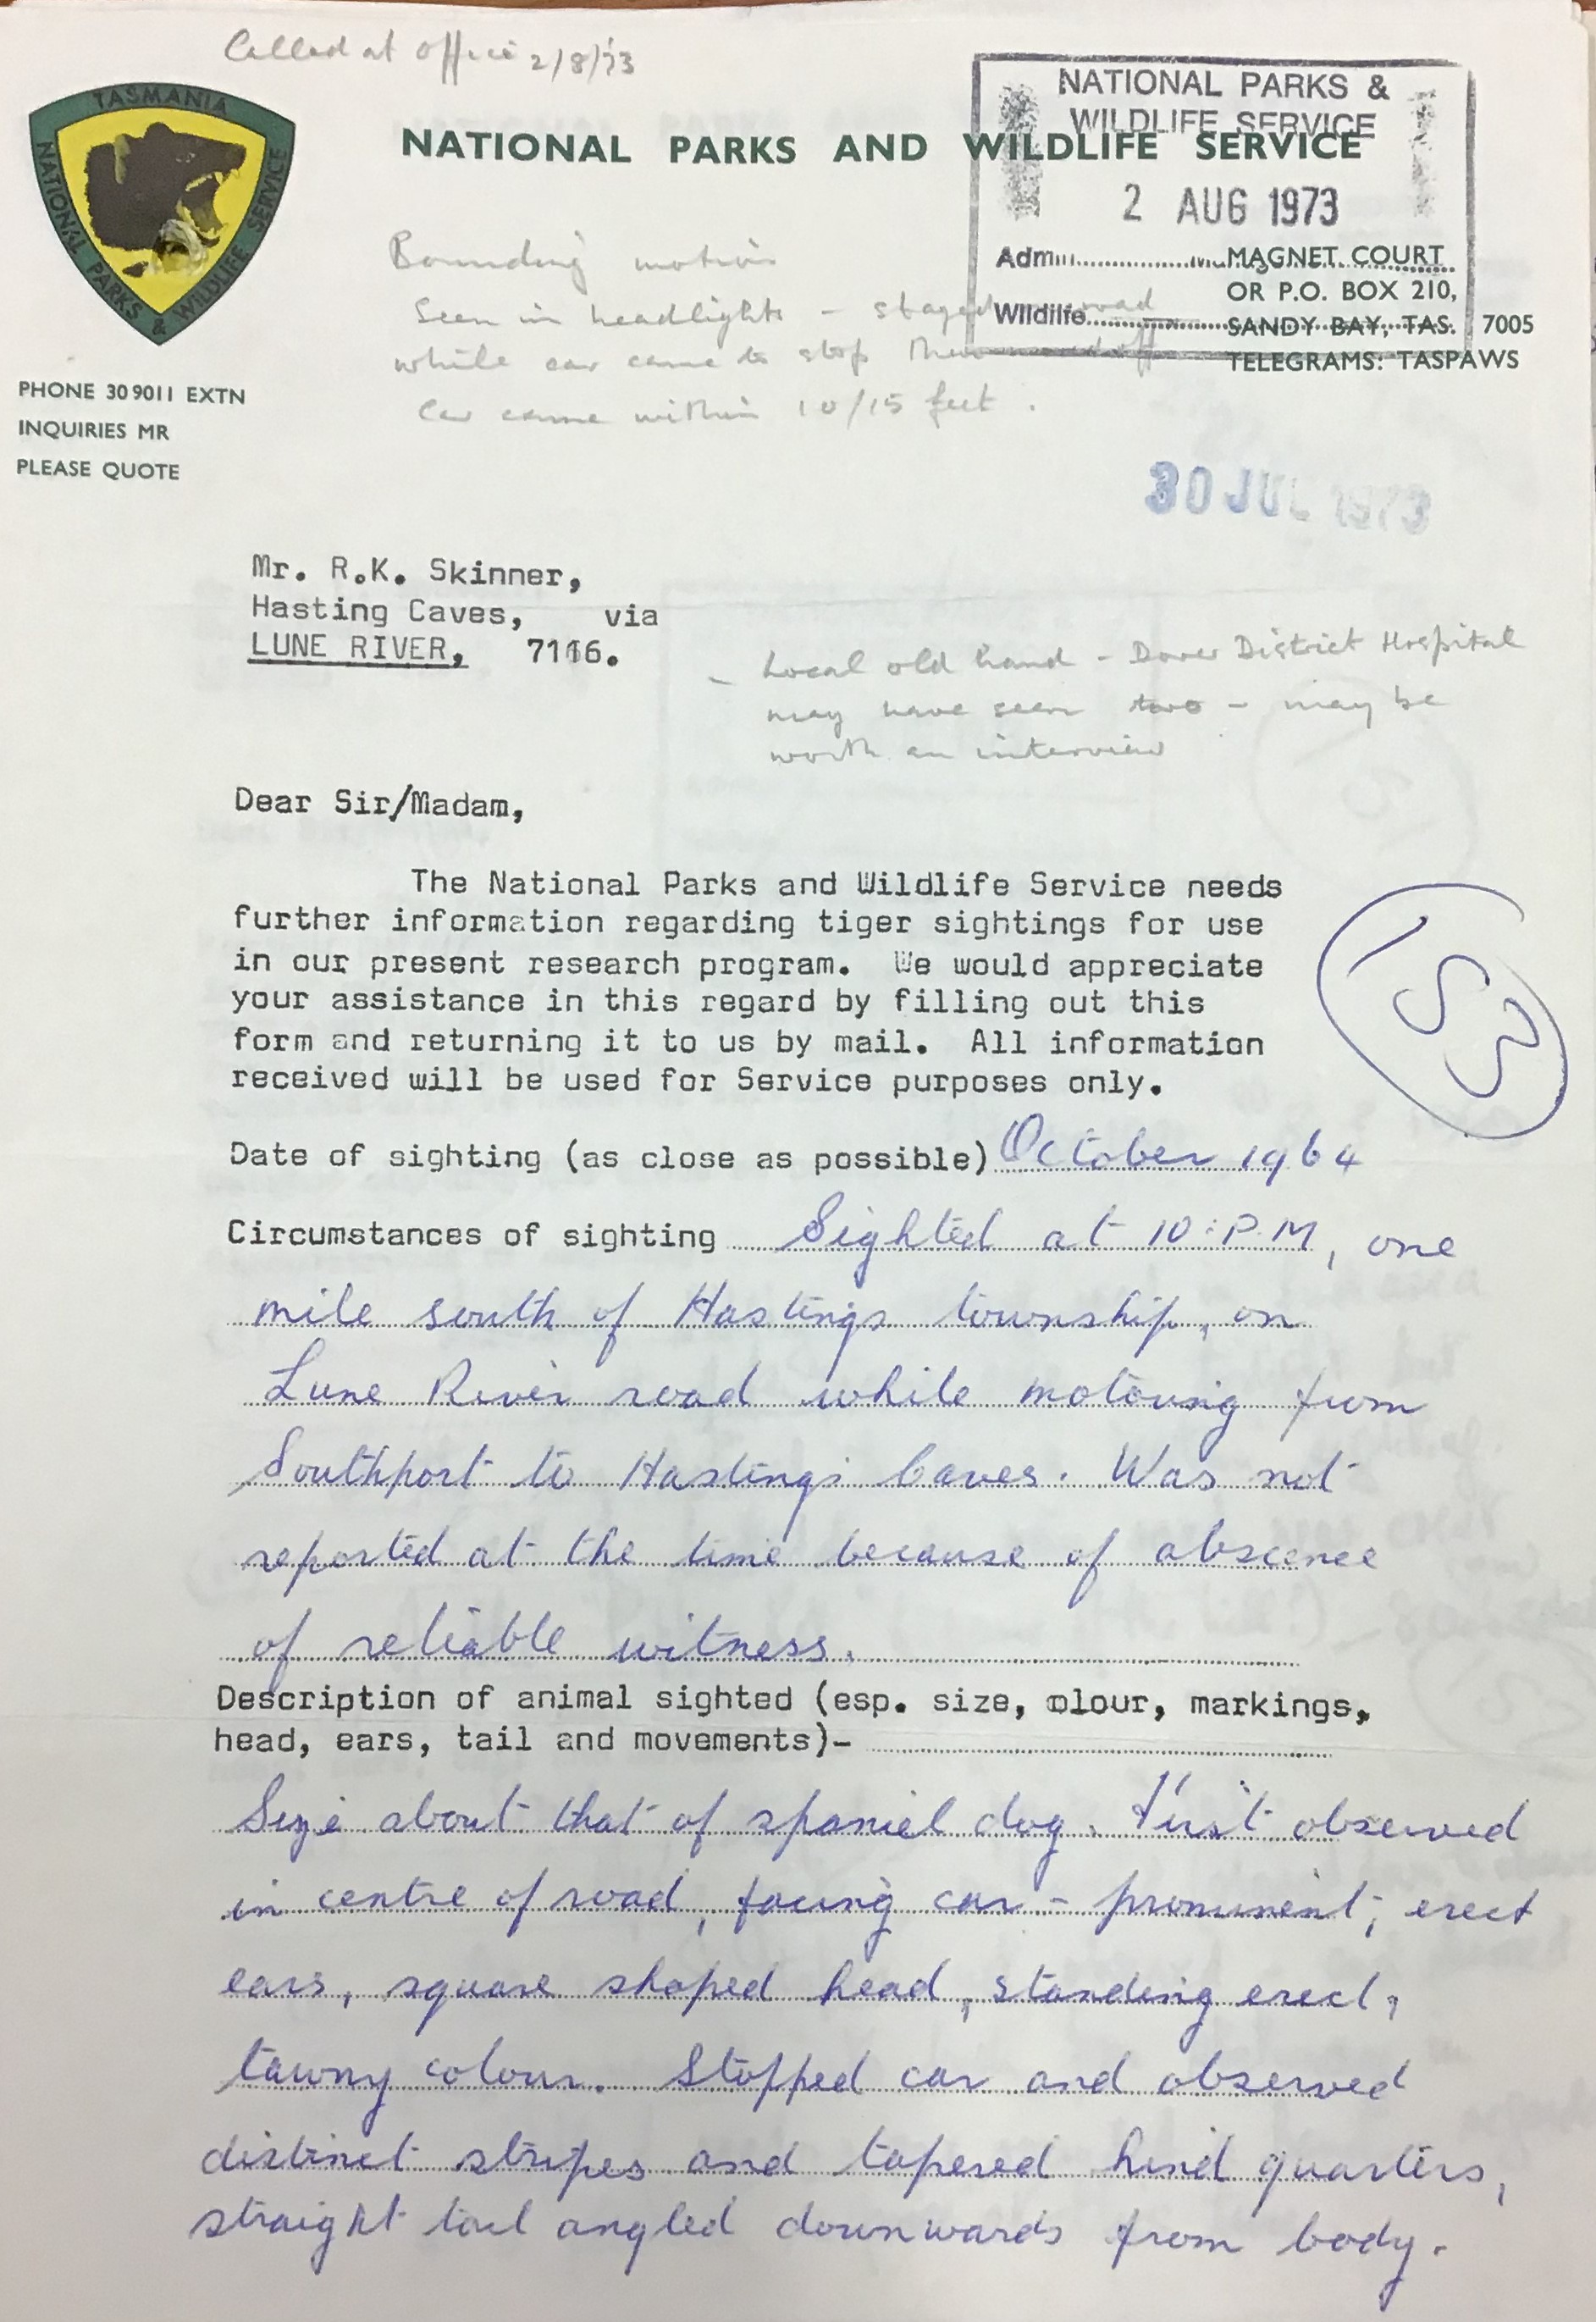 Called at office 2/8/73
TASMANIA
NATIONAL PARKS & WILDLIFE SERVICE
NATIONAL PARKS &
WILDLIFE SERVICE
2 AUG 1973
Admin
Wildlife
NATIONAL PARKS AND WILDLIFE SERVICE
MAGNET COURT
OR P.O. BOX 210,
SANDY BAY, TAS. 7005
TELEGRAMS: TASPAWS
Bounding motion
Seen in headlights - stayed on road
while car came to stop then moved off
Car came within 10/15 feet.
PHONE 30 9011 EXTN
INQUIRIES MR
PLEASE QUOTE
30 JUL 1973
Mr. R.K. Skinner,
Hasting Caves, via
LUNE RIVER, 7116.
- Local old hand - Dover District Hospital
may have seen two - may be
worth an interview
Dear Sir/Madam,
The National Parks and Wildlife Service needs
further information regarding tiger sightings for use
in our present research program. We would appreciate
your assistance in this regard by filling out this
form and returning it to us by mail. All information
received will be used for Service purposes only.
153
Date of sighting (as close as possible) October 1964
Circumstances of sighting Sighted at 10:P.M, one
mile south of Hastings township, on
Lune River road while motoring from
Southport to Hastings Caves. Was not
reported at the time because of abscence
of reliable witness.
Description of animal sighted (esp. size, olour, markings,
head, ears, tail and movements)-
Size about that of spaniel dog. First observed
in centre of road, facing car - prominent, erect
ears, square shaped head, standing erect,
tawny colour. Stopped car and observed
distinct stripes and tapered hind quarters,
straight tail angled downwards from body.